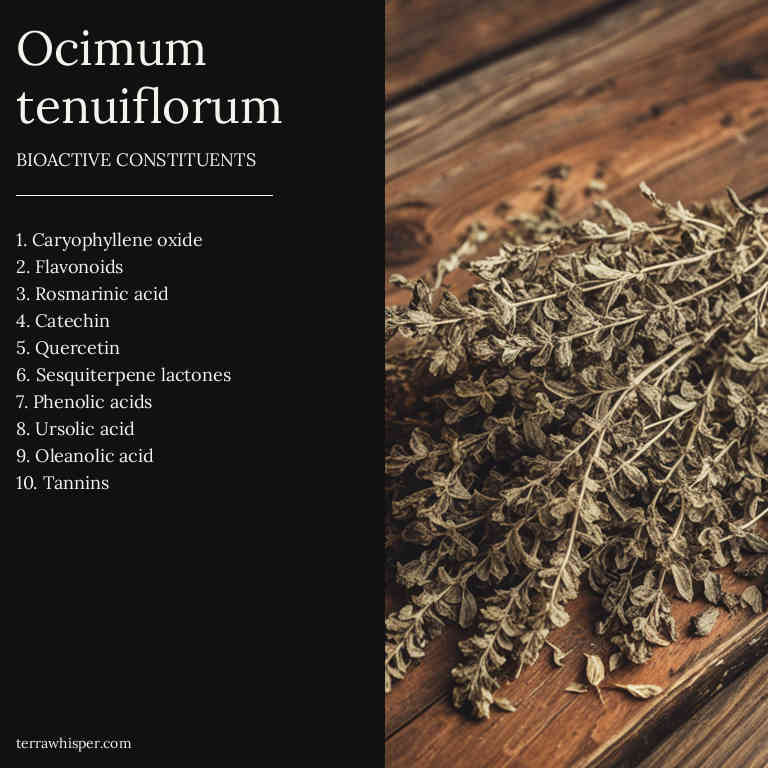 Ocimum
tenuiflorum
BIOACTIVE CONSTITUENTS
1. Caryophyllene oxide
2. Flavonoids
3. Rosmarinic acid
4. Catechin
5. Quercetin
6. Sesquiterpene lactones
7. Phenolic acids
8. Ursolic acid
9. Oleanolic acid
10. Tannins
terrawhisper.com